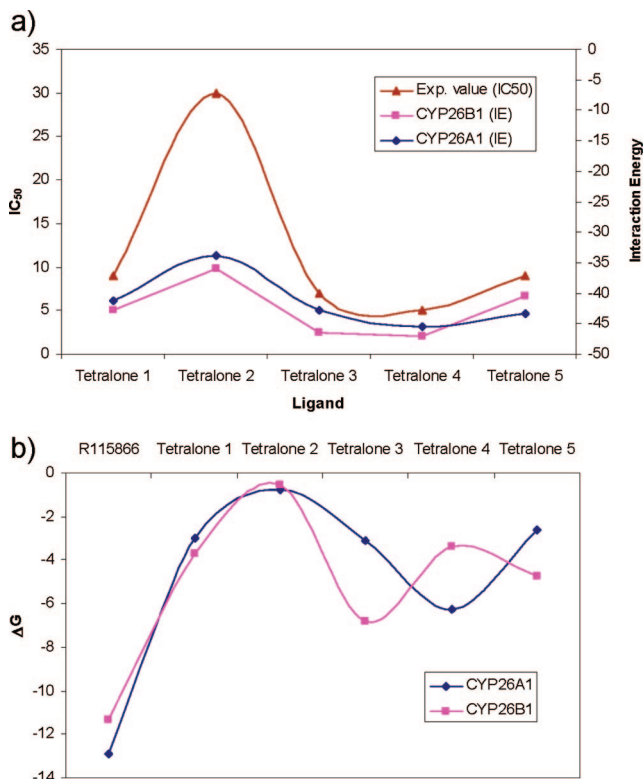 a)
35
30
25
20
15
10
5
0
IC50
0
-5
-10
-15
-20
-25
-30
-35
-40
-45
-50
Interaction Energy
Exp. value (IC50)
CYP26B1 (IE)
CYP26A1 (IE)
Tetralone 1 Tetralone 2 Tetralone 3 Tetralone 4 Tetralone 5
Ligand
b)
R115866 Tetralone 1 Tetralone 2 Tetralone 3 Tetralone 4 Tetralone 5
0
-2
-4
-6
-8
-10
-12
-14
ΔG
CYP26A1
CYP26B1